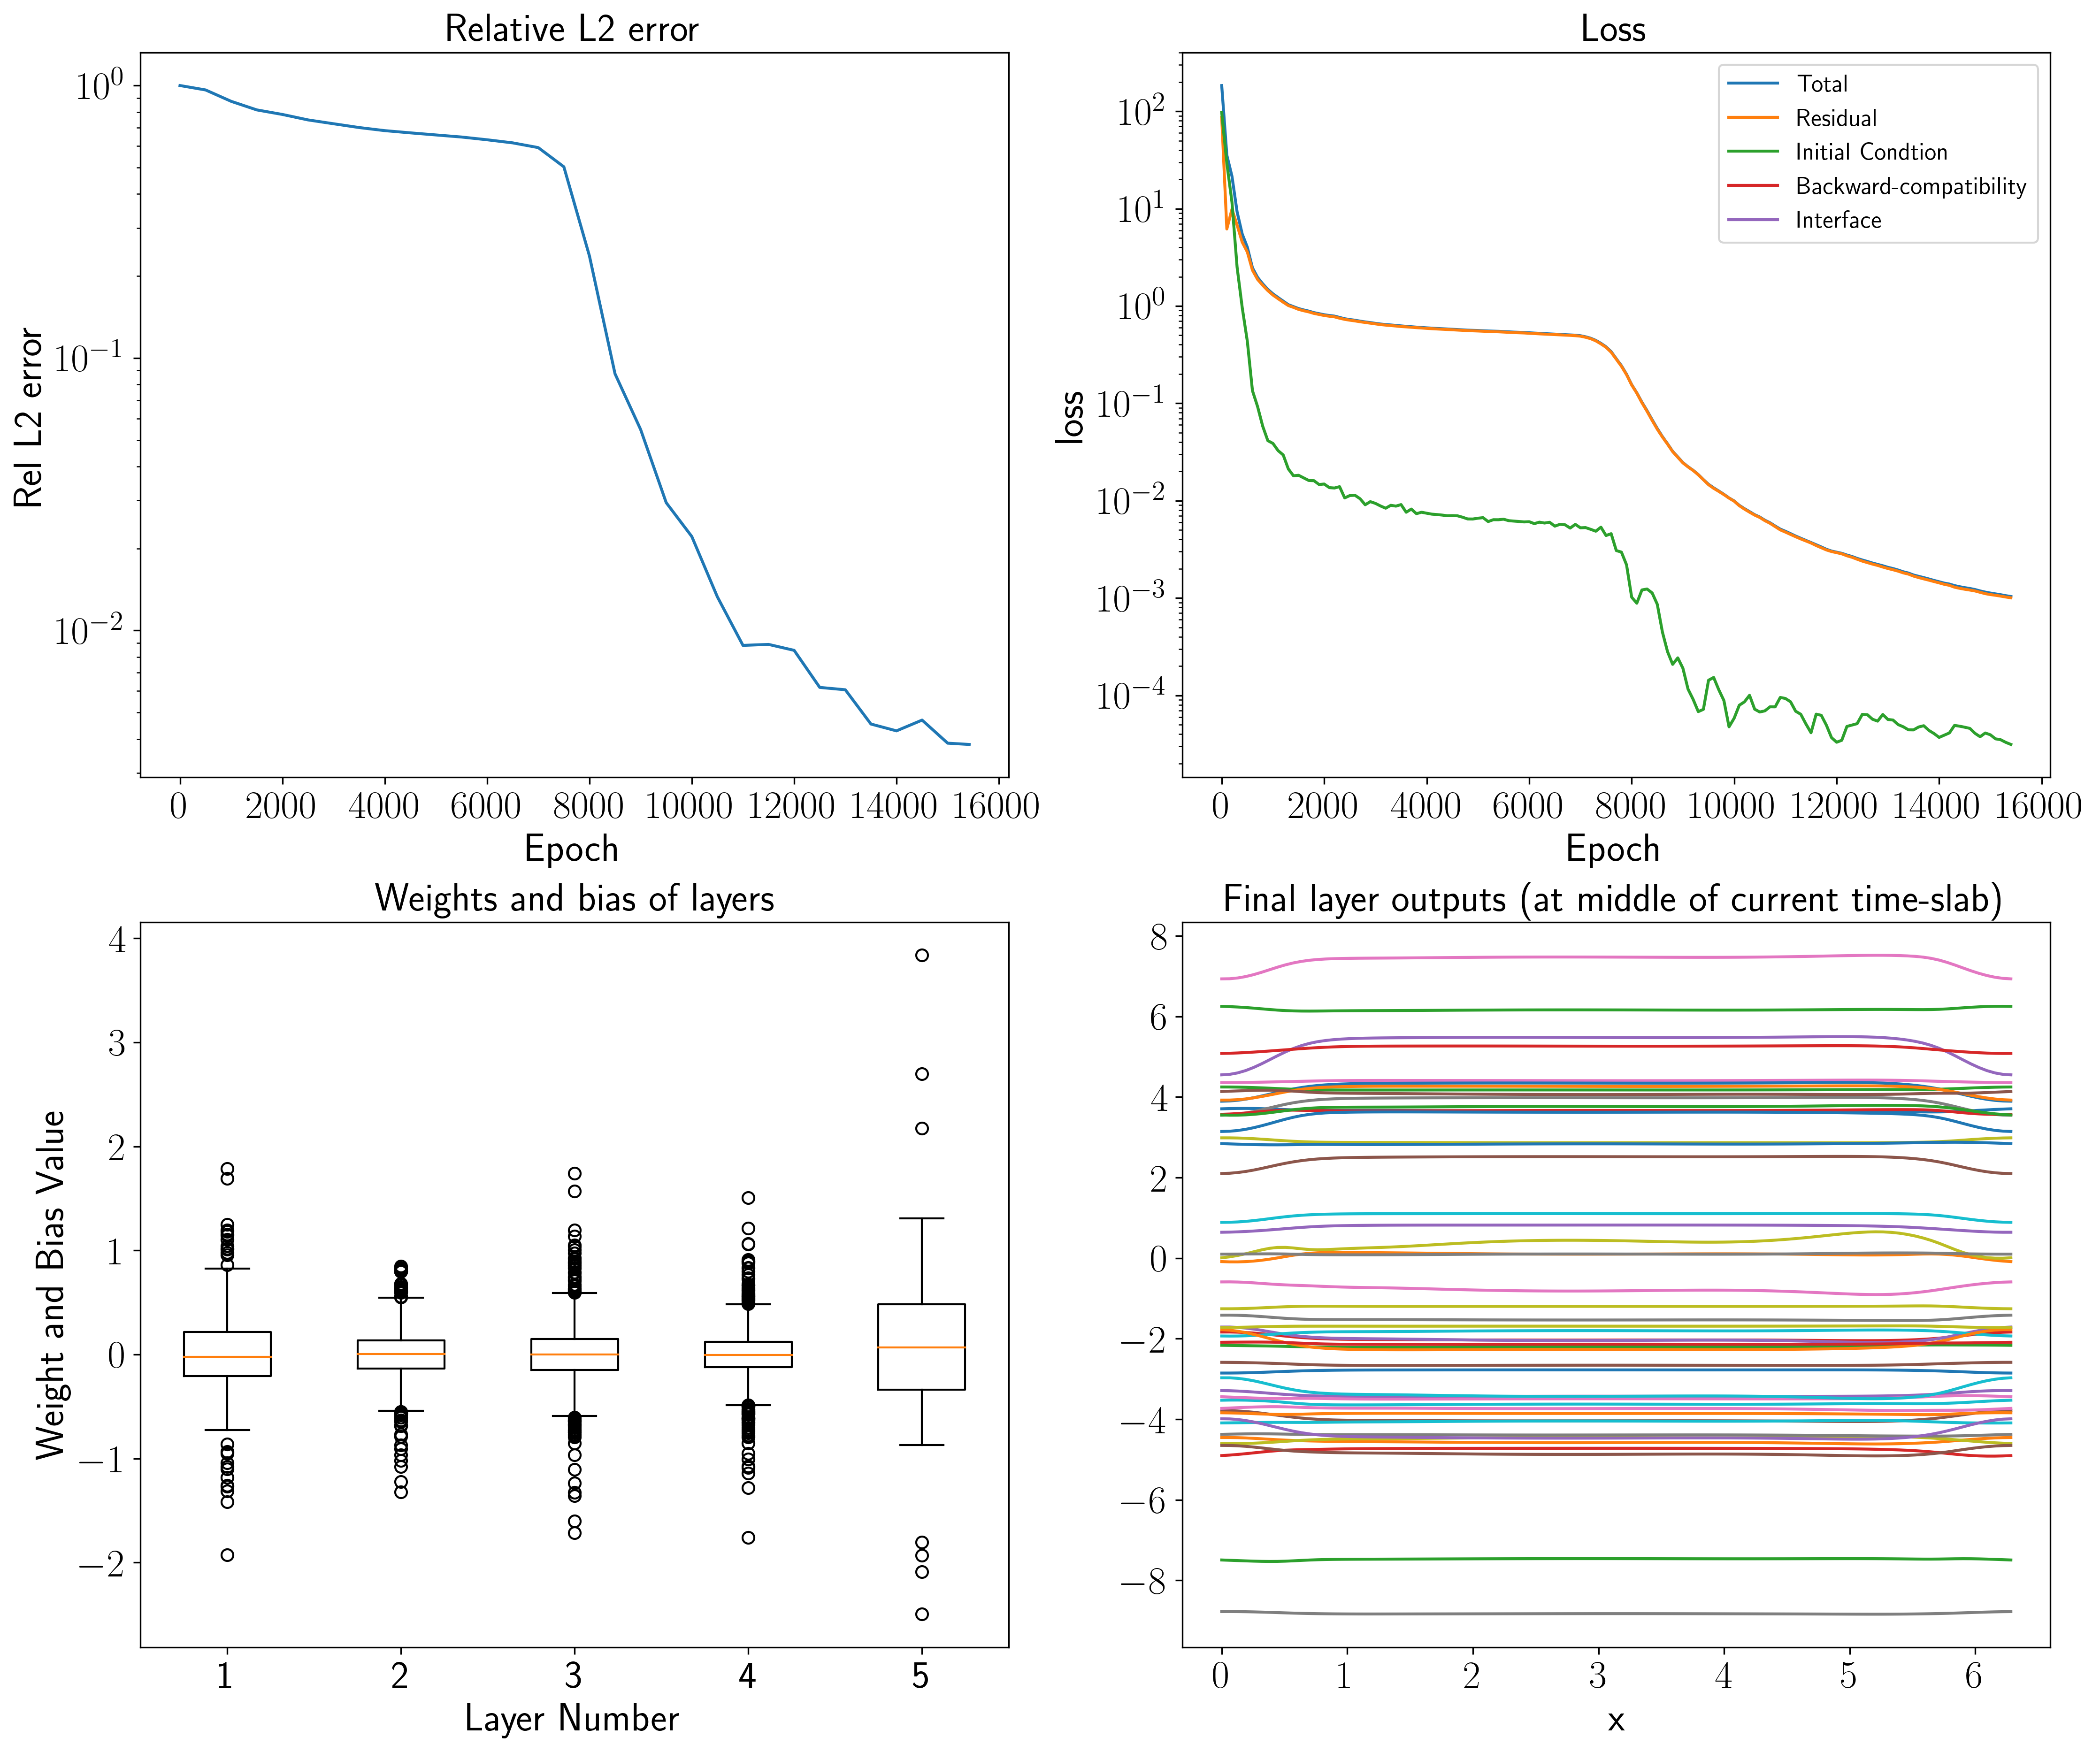 Relative L2 error
10^0
10^−1
10^−2
Rel L2 error
0 2000 4000 6000 8000 10000 12000 14000 16000
Epoch
Loss
Total
Residual
Initial Condtion
Backward-compatibility
Interface
10^2
10^1
10^0
10^−1
10^−2
10^−3
10^−4
loss
0 2000 4000 6000 8000 10000 12000 14000 16000
Epoch
Weights and bias of layers
4
3
2
1
0
−1
−2
Weight and Bias Value
1 2 3 4 5
Layer Number
Final layer outputs (at middle of current time-slab)
8
6
4
2
0
−2
−4
−6
−8
0 1 2 3 4 5 6
x